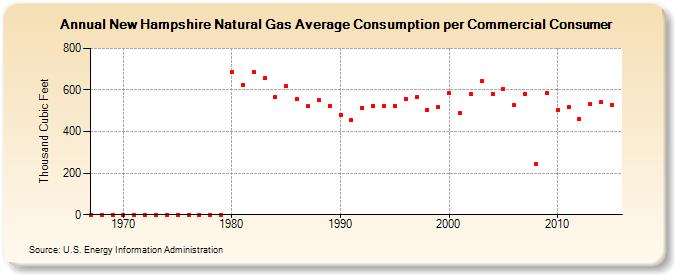 Annual New Hampshire Natural Gas Average Consumption per Commercial Consumer
Thousand Cubic Feet
800
600
400
200
0
1970 1980 1990 2000 2010
Source: U.S. Energy Information Administration